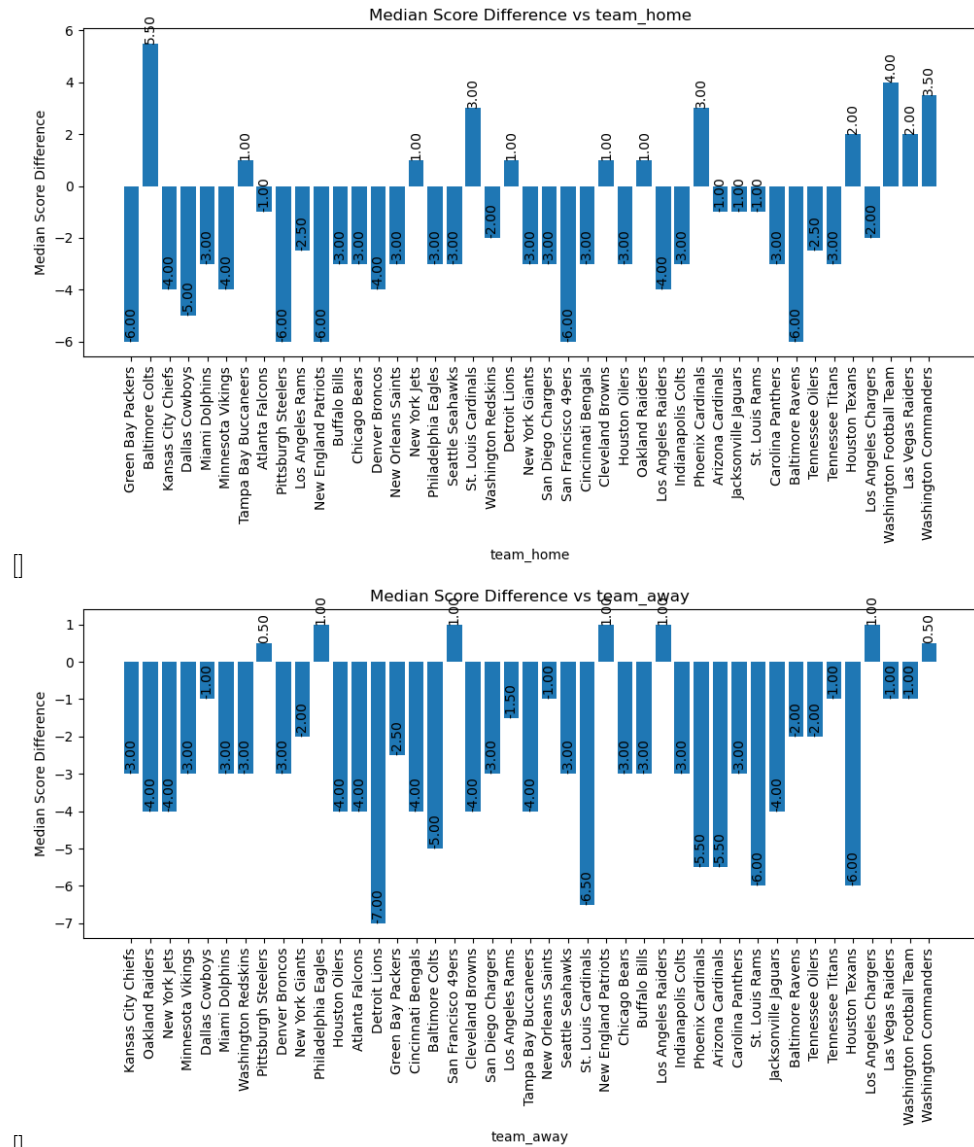 Median Score Difference vs team_home
Median Score Difference
6
4
2
0
−2
−4
−6
-6.00
5.50
-4.00
-5.00
-3.00
-4.00
1.00
-1.00
-6.00
-2.50
-6.00
-3.00
-3.00
-4.00
-3.00
1.00
-3.00
-3.00
3.00
-2.00
1.00
-3.00
-3.00
-6.00
-3.00
1.00
-3.00
1.00
-4.00
-3.00
3.00
-1.00
-1.00
-1.00
-3.00
-6.00
-2.50
-3.00
2.00
-2.00
4.00
2.00
3.50
Green Bay Packers
Baltimore Colts
Kansas City Chiefs
Dallas Cowboys
Miami Dolphins
Minnesota Vikings
Tampa Bay Buccaneers
Atlanta Falcons
Pittsburgh Steelers
Los Angeles Rams
New England Patriots
Buffalo Bills
Chicago Bears
Denver Broncos
New Orleans Saints
New York Jets
Philadelphia Eagles
Seattle Seahawks
St. Louis Cardinals
Washington Redskins
Detroit Lions
New York Giants
San Diego Chargers
San Francisco 49ers
Cincinnati Bengals
Cleveland Browns
Houston Oilers
Oakland Raiders
Los Angeles Raiders
Indianapolis Colts
Phoenix Cardinals
Arizona Cardinals
Jacksonville Jaguars
St. Louis Rams
Carolina Panthers
Baltimore Ravens
Tennessee Oilers
Tennessee Titans
Houston Texans
Los Angeles Chargers
Washington Football Team
Las Vegas Raiders
Washington Commanders
team_home
[]
Median Score Difference vs team_away
Median Score Difference
1
0
−1
−2
−3
−4
−5
−6
−7
-3.00
-4.00
-4.00
-3.00
-1.00
-3.00
-3.00
0.50
-3.00
-2.00
1.00
-4.00
-4.00
-7.00
-2.50
-4.00
-5.00
1.00
-4.00
-3.00
-1.50
-4.00
-1.00
-3.00
-6.50
1.00
-3.00
-3.00
1.00
-3.00
-5.50
-5.50
-3.00
-6.00
-4.00
-2.00
-2.00
-1.00
-6.00
1.00
-1.00
-1.00
0.50
Kansas City Chiefs
Oakland Raiders
New York Jets
Minnesota Vikings
Dallas Cowboys
Miami Dolphins
Washington Redskins
Pittsburgh Steelers
Denver Broncos
New York Giants
Philadelphia Eagles
Houston Oilers
Atlanta Falcons
Detroit Lions
Green Bay Packers
Cincinnati Bengals
Baltimore Colts
San Francisco 49ers
Cleveland Browns
San Diego Chargers
Los Angeles Rams
Tampa Bay Buccaneers
New Orleans Saints
Seattle Seahawks
St. Louis Cardinals
New England Patriots
Chicago Bears
Buffalo Bills
Los Angeles Raiders
Indianapolis Colts
Phoenix Cardinals
Arizona Cardinals
Carolina Panthers
St. Louis Rams
Jacksonville Jaguars
Baltimore Ravens
Tennessee Oilers
Tennessee Titans
Houston Texans
Los Angeles Chargers
Las Vegas Raiders
Washington Football Team
Washington Commanders
team_away
[]